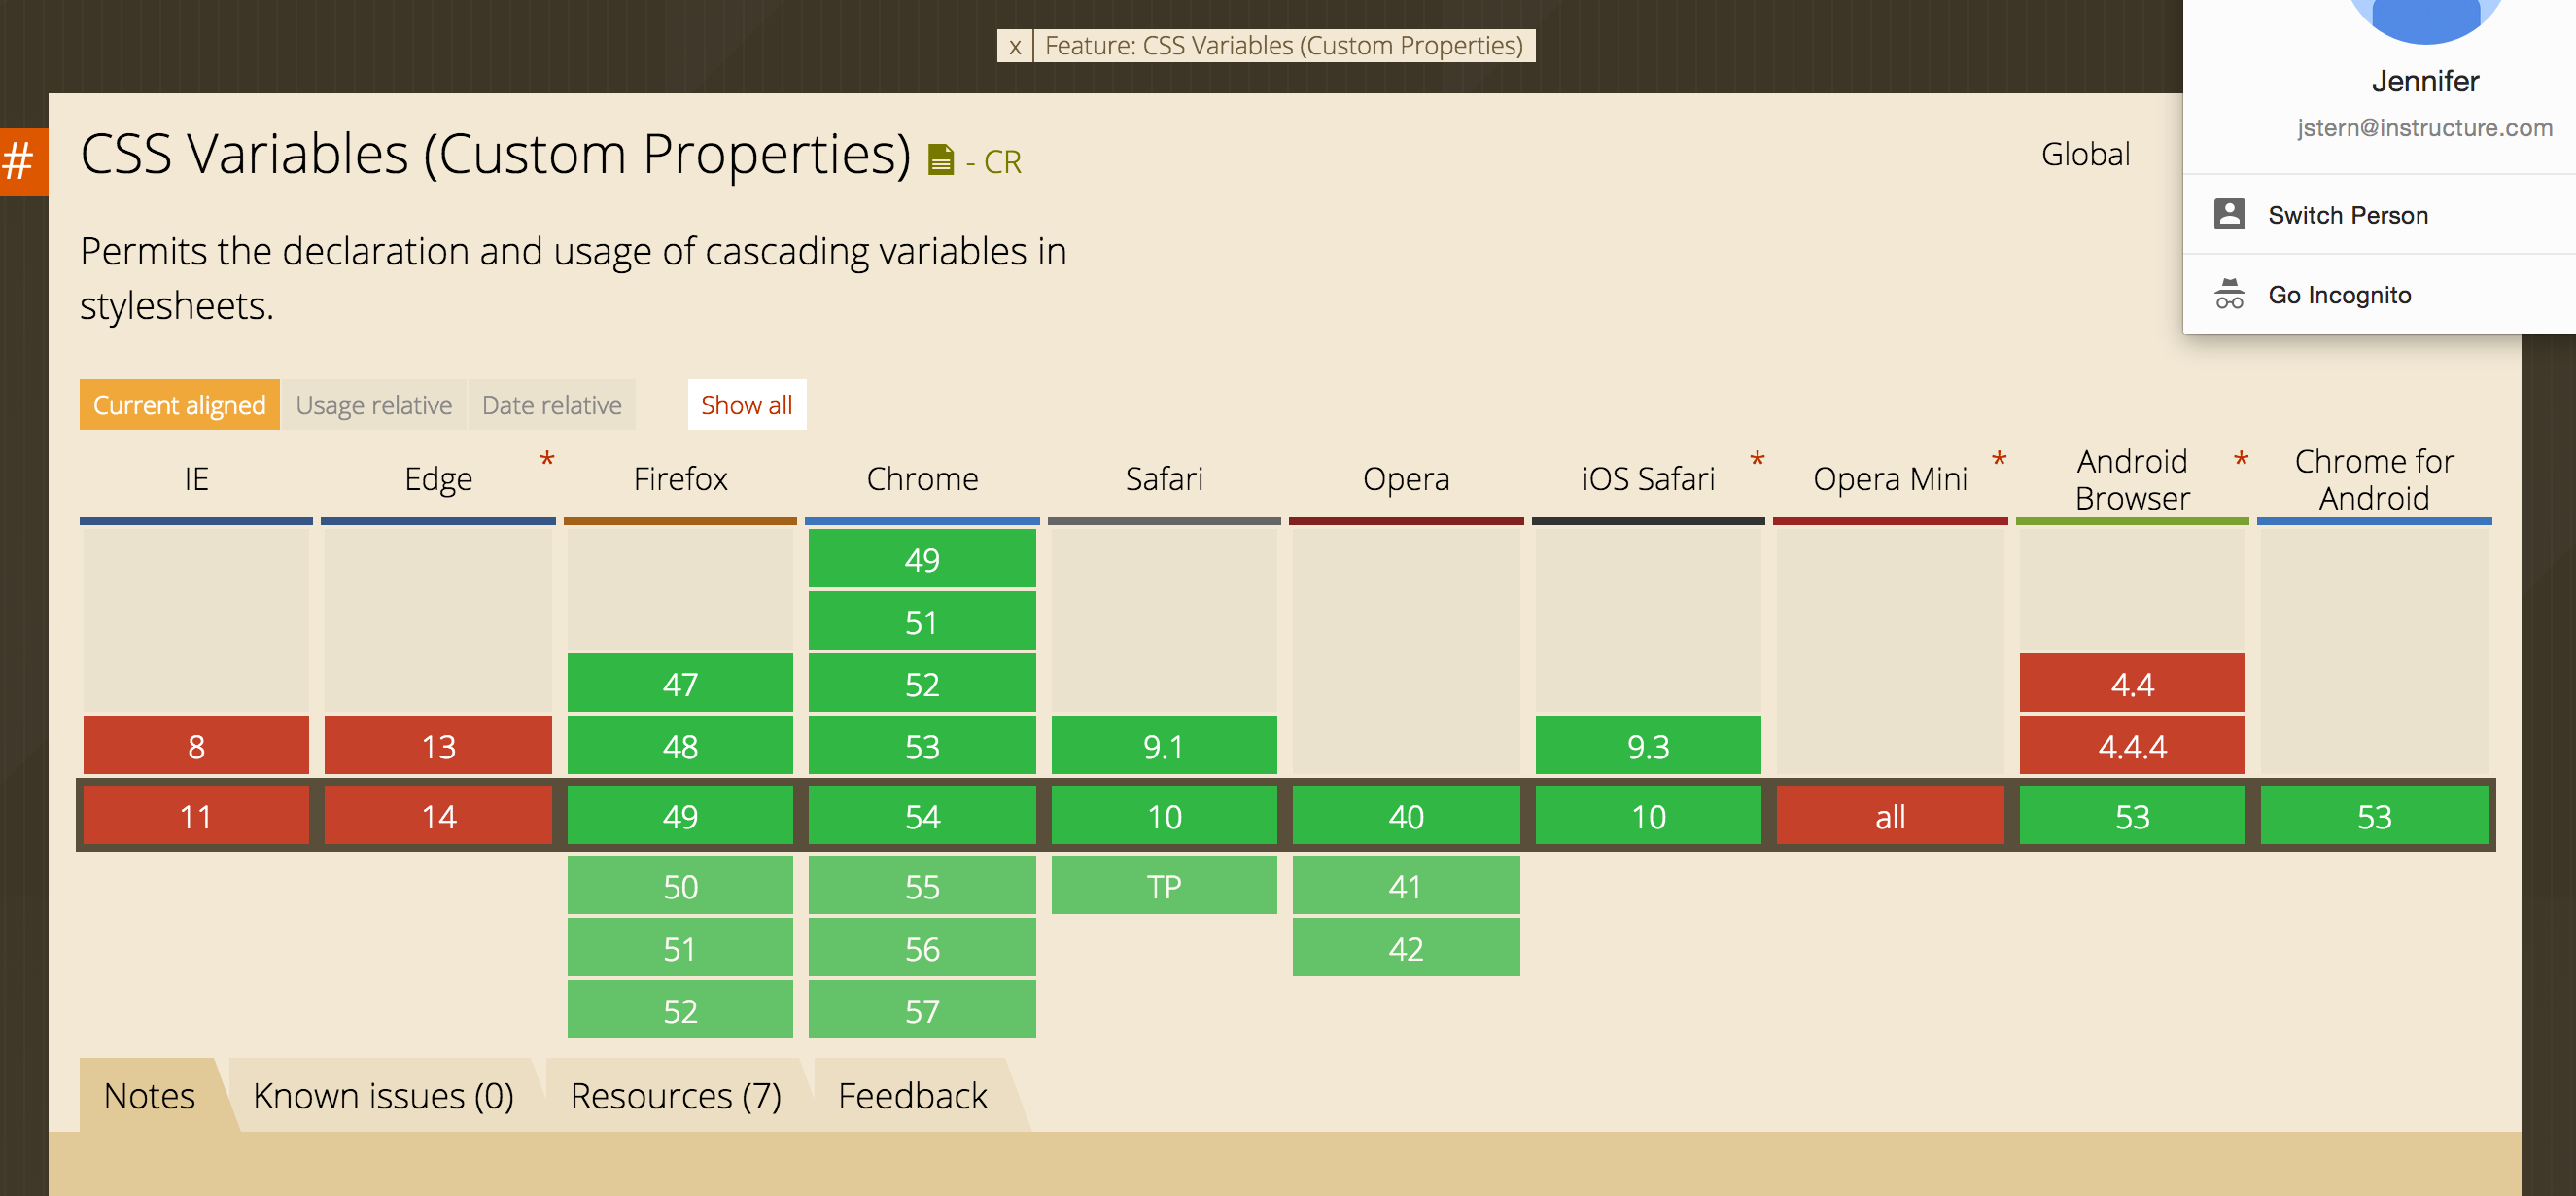 x Feature: CSS Variables (Custom Properties)
Jennifer
jstern@instructure.com
Switch Person
Go Incognito
# CSS Variables (Custom Properties) - CR
Global
Permits the declaration and usage of cascading variables in
stylesheets.
Current aligned Usage relative Date relative Show all
IE Edge * Firefox Chrome Safari Opera iOS Safari * Opera Mini * Android Browser * Chrome for Android
49
51
47 52 4.4
8 13 48 53 9.1 9.3 4.4.4
11 14 49 54 10 40 10 all 53 53
50 55 TP 41
51 56 42
52 57
Notes Known issues (0) Resources (7) Feedback